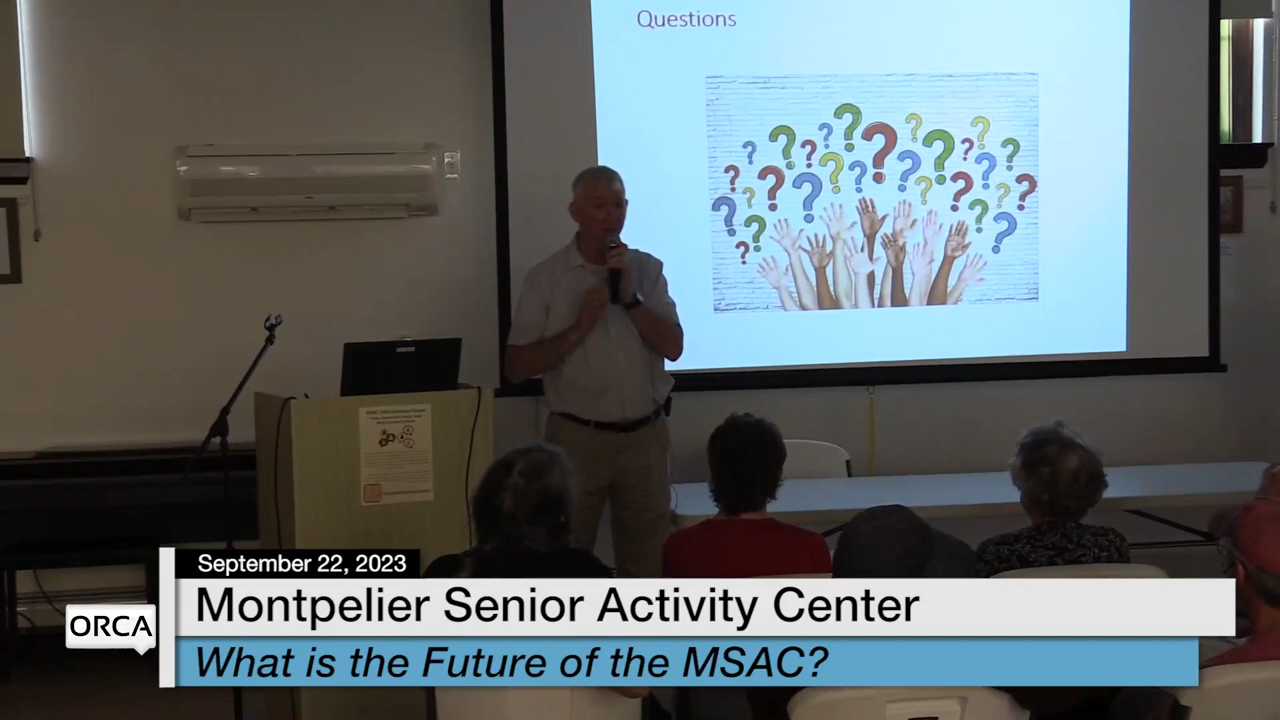 Questions
September 22, 2023
Montpelier Senior Activity Center
ORCA
What is the Future of the MSAC?